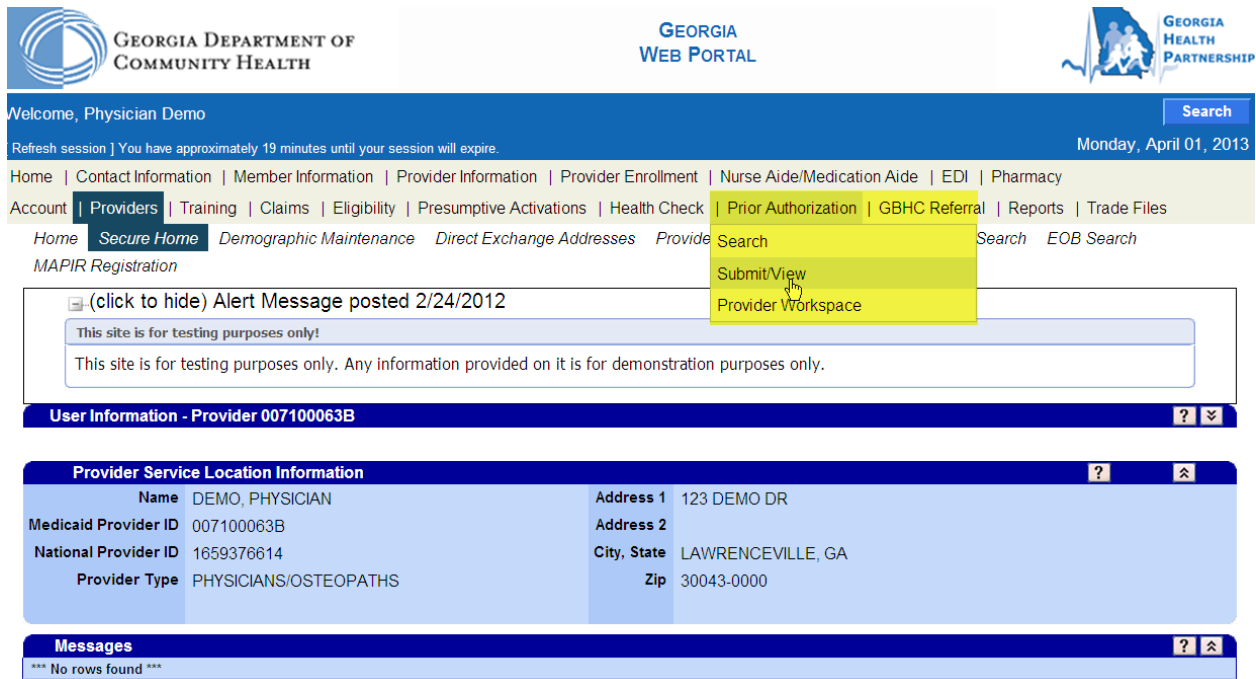 GEORGIA DEPARTMENT OF
COMMUNITY HEALTH
GEORGIA
WEB PORTAL
GEORGIA
HEALTH
PARTNERSHIP
Welcome, Physician Demo
Search
Refresh session ] You have approximately 19 minutes until your session will expire.
Monday, April 01, 2013
Home | Contact Information | Member Information | Provider Information | Provider Enrollment | Nurse Aide/Medication Aide | EDI | Pharmacy
Account | Providers | Training | Claims | Eligibility | Presumptive Activations | Health Check | Prior Authorization | GBHC Referral | Reports | Trade Files
Home Secure Home Demographic Maintenance Direct Exchange Addresses Provide Search EOB Search
Search
MAPIR Registration
Submit/View
Provider Workspace
(click to hide) Alert Message posted 2/24/2012
This site is for testing purposes only!
This site is for testing purposes only. Any information provided on it is for demonstration purposes only.
User Information - Provider 007100063B ?
Provider Service Location Information ?
Name DEMO, PHYSICIAN Address 1 123 DEMO DR
Medicaid Provider ID 007100063B Address 2
National Provider ID 1659376614 City, State LAWRENCEVILLE, GA
Provider Type PHYSICIANS/OSTEOPATHS Zip 30043-0000
Messages ?
*** No rows found ***